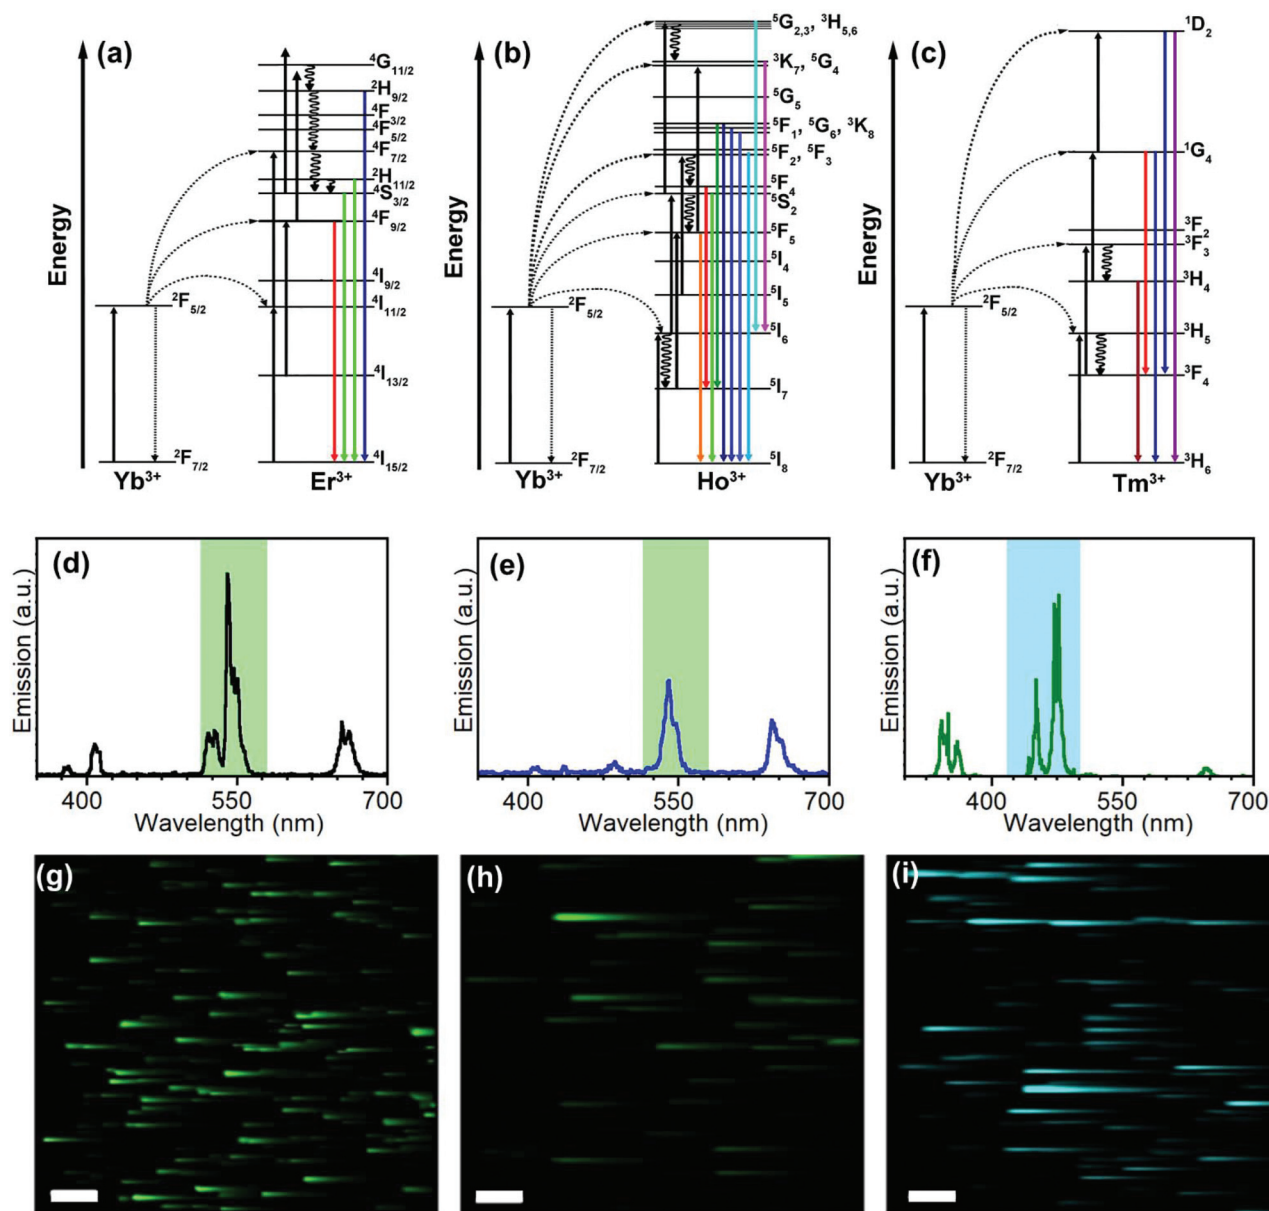 (a)
Energy
⁴G₁₁/₂
²H₉/₂
⁴F₃/₂
⁴F₅/₂
⁴F₇/₂
²H₁₁/₂
⁴S₃/₂
⁴F₉/₂
⁴I₉/₂
²F₅/₂
⁴I₁₁/₂
⁴I₁₃/₂
²F₇/₂
⁴I₁₅/₂
Yb³⁺ Er³⁺
(b)
Energy
⁵G₂,₃, ³H₅,₆
³K₇, ⁵G₄
⁵G₅
⁵F₁, ⁵G₆, ³K₈
⁵F₂, ⁵F₃
⁵F₄
⁵S₂
⁵F₅
⁵I₄
⁵I₅
²F₅/₂
⁵I₆
⁵I₇
²F₇/₂
⁵I₈
Yb³⁺ Ho³⁺
(c)
Energy
¹D₂
¹G₄
³F₂
³F₃
³H₄
²F₅/₂
³H₅
³F₄
²F₇/₂
³H₆
Yb³⁺ Tm³⁺
(d)
Emission (a.u.)
400 550 700
Wavelength (nm)
(e)
Emission (a.u.)
400 550 700
Wavelength (nm)
(f)
Emission (a.u.)
400 550 700
Wavelength (nm)
(g)
(h)
(i)